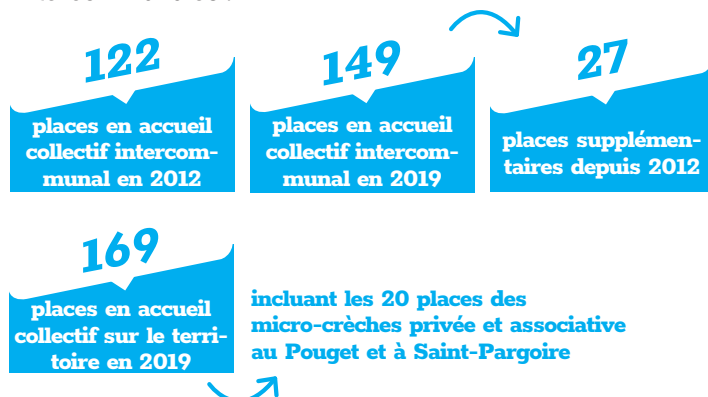 122
places en accueil
collectif intercom-
munal en 2012
149
places en accueil
collectif intercom-
munal en 2019
27
places supplémen-
taires depuis 2012
169
places en accueil
collectif sur le terri-
toire en 2019
incluant les 20 places des
micro-crèches privée et associative
au Pouget et à Saint-Pargoire